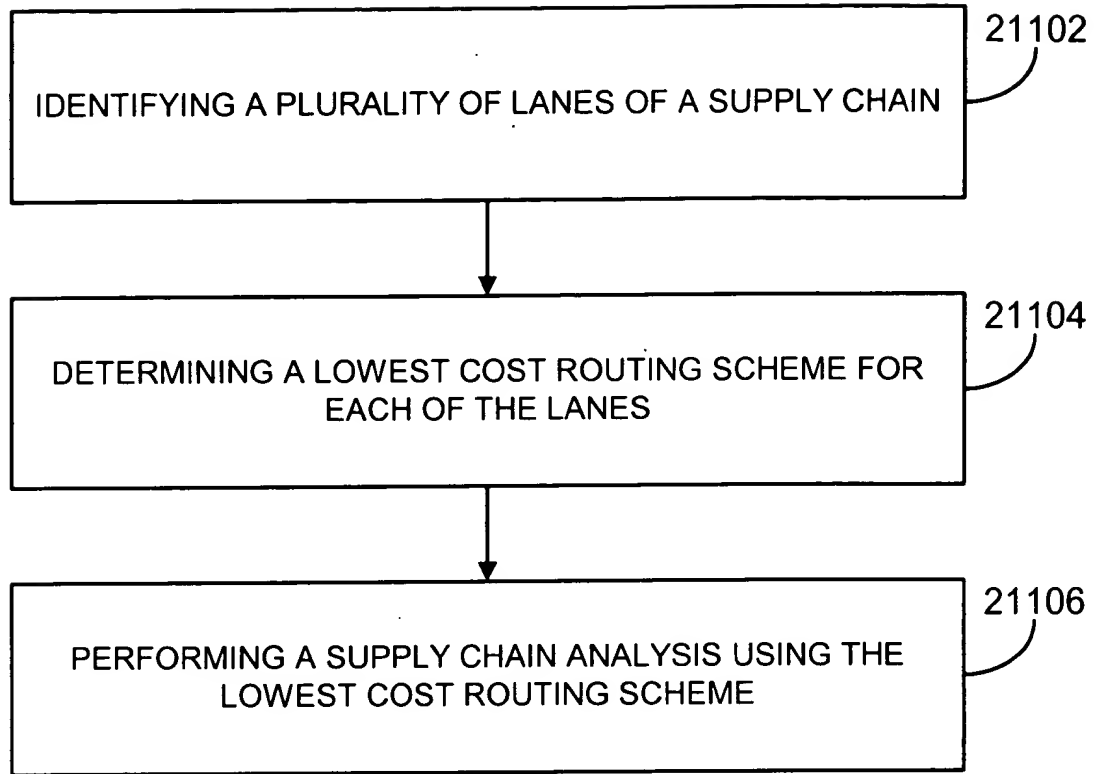 21102
IDENTIFYING A PLURALITY OF LANES OF A SUPPLY CHAIN
21104
DETERMINING A LOWEST COST ROUTING SCHEME FOR
EACH OF THE LANES
21106
PERFORMING A SUPPLY CHAIN ANALYSIS USING THE
LOWEST COST ROUTING SCHEME